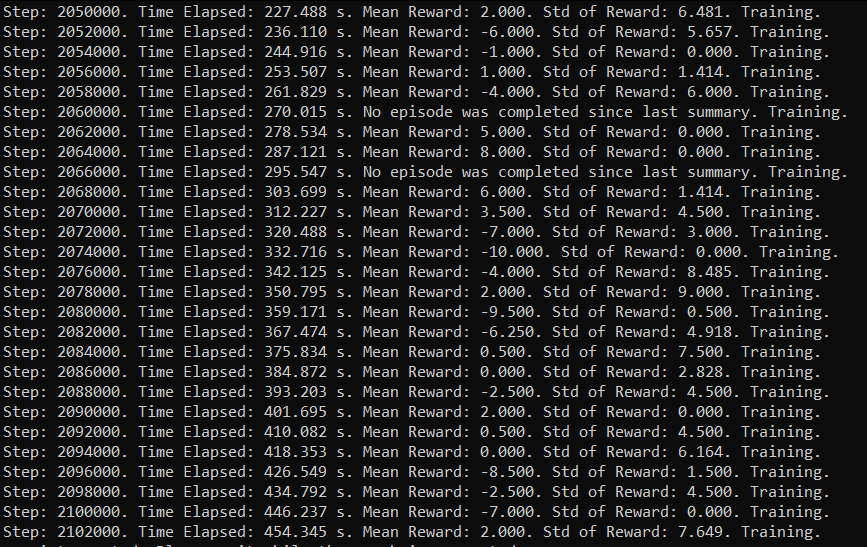 Step: 2050000. Time Elapsed: 227.488 s. Mean Reward: 2.000. Std of Reward: 6.481. Training.
Step: 2052000. Time Elapsed: 236.110 s. Mean Reward: -6.000. Std of Reward: 5.657. Training.
Step: 2054000. Time Elapsed: 244.916 s. Mean Reward: -1.000. Std of Reward: 0.000. Training.
Step: 2056000. Time Elapsed: 253.507 s. Mean Reward: 1.000. Std of Reward: 1.414. Training.
Step: 2058000. Time Elapsed: 261.829 s. Mean Reward: -4.000. Std of Reward: 6.000. Training.
Step: 2060000. Time Elapsed: 270.015 s. No episode was completed since last summary. Training.
Step: 2062000. Time Elapsed: 278.534 s. Mean Reward: 5.000. Std of Reward: 0.000. Training.
Step: 2064000. Time Elapsed: 287.121 s. Mean Reward: 8.000. Std of Reward: 0.000. Training.
Step: 2066000. Time Elapsed: 295.547 s. No episode was completed since last summary. Training.
Step: 2068000. Time Elapsed: 303.699 s. Mean Reward: 6.000. Std of Reward: 1.414. Training.
Step: 2070000. Time Elapsed: 312.227 s. Mean Reward: 3.500. Std of Reward: 4.500. Training.
Step: 2072000. Time Elapsed: 320.488 s. Mean Reward: -7.000. Std of Reward: 3.000. Training.
Step: 2074000. Time Elapsed: 332.716 s. Mean Reward: -10.000. Std of Reward: 0.000. Training.
Step: 2076000. Time Elapsed: 342.125 s. Mean Reward: -4.000. Std of Reward: 8.485. Training.
Step: 2078000. Time Elapsed: 350.795 s. Mean Reward: 2.000. Std of Reward: 9.000. Training.
Step: 2080000. Time Elapsed: 359.171 s. Mean Reward: -9.500. Std of Reward: 0.500. Training.
Step: 2082000. Time Elapsed: 367.474 s. Mean Reward: -6.250. Std of Reward: 4.918. Training.
Step: 2084000. Time Elapsed: 375.834 s. Mean Reward: 0.500. Std of Reward: 7.500. Training.
Step: 2086000. Time Elapsed: 384.872 s. Mean Reward: 0.000. Std of Reward: 2.828. Training.
Step: 2088000. Time Elapsed: 393.203 s. Mean Reward: -2.500. Std of Reward: 4.500. Training.
Step: 2090000. Time Elapsed: 401.695 s. Mean Reward: 2.000. Std of Reward: 0.000. Training.
Step: 2092000. Time Elapsed: 410.082 s. Mean Reward: 0.500. Std of Reward: 4.500. Training.
Step: 2094000. Time Elapsed: 418.353 s. Mean Reward: 0.000. Std of Reward: 6.164. Training.
Step: 2096000. Time Elapsed: 426.549 s. Mean Reward: -8.500. Std of Reward: 1.500. Training.
Step: 2098000. Time Elapsed: 434.792 s. Mean Reward: -2.500. Std of Reward: 4.500. Training.
Step: 2100000. Time Elapsed: 446.237 s. Mean Reward: -7.000. Std of Reward: 0.000. Training.
Step: 2102000. Time Elapsed: 454.345 s. Mean Reward: 2.000. Std of Reward: 7.649. Training.